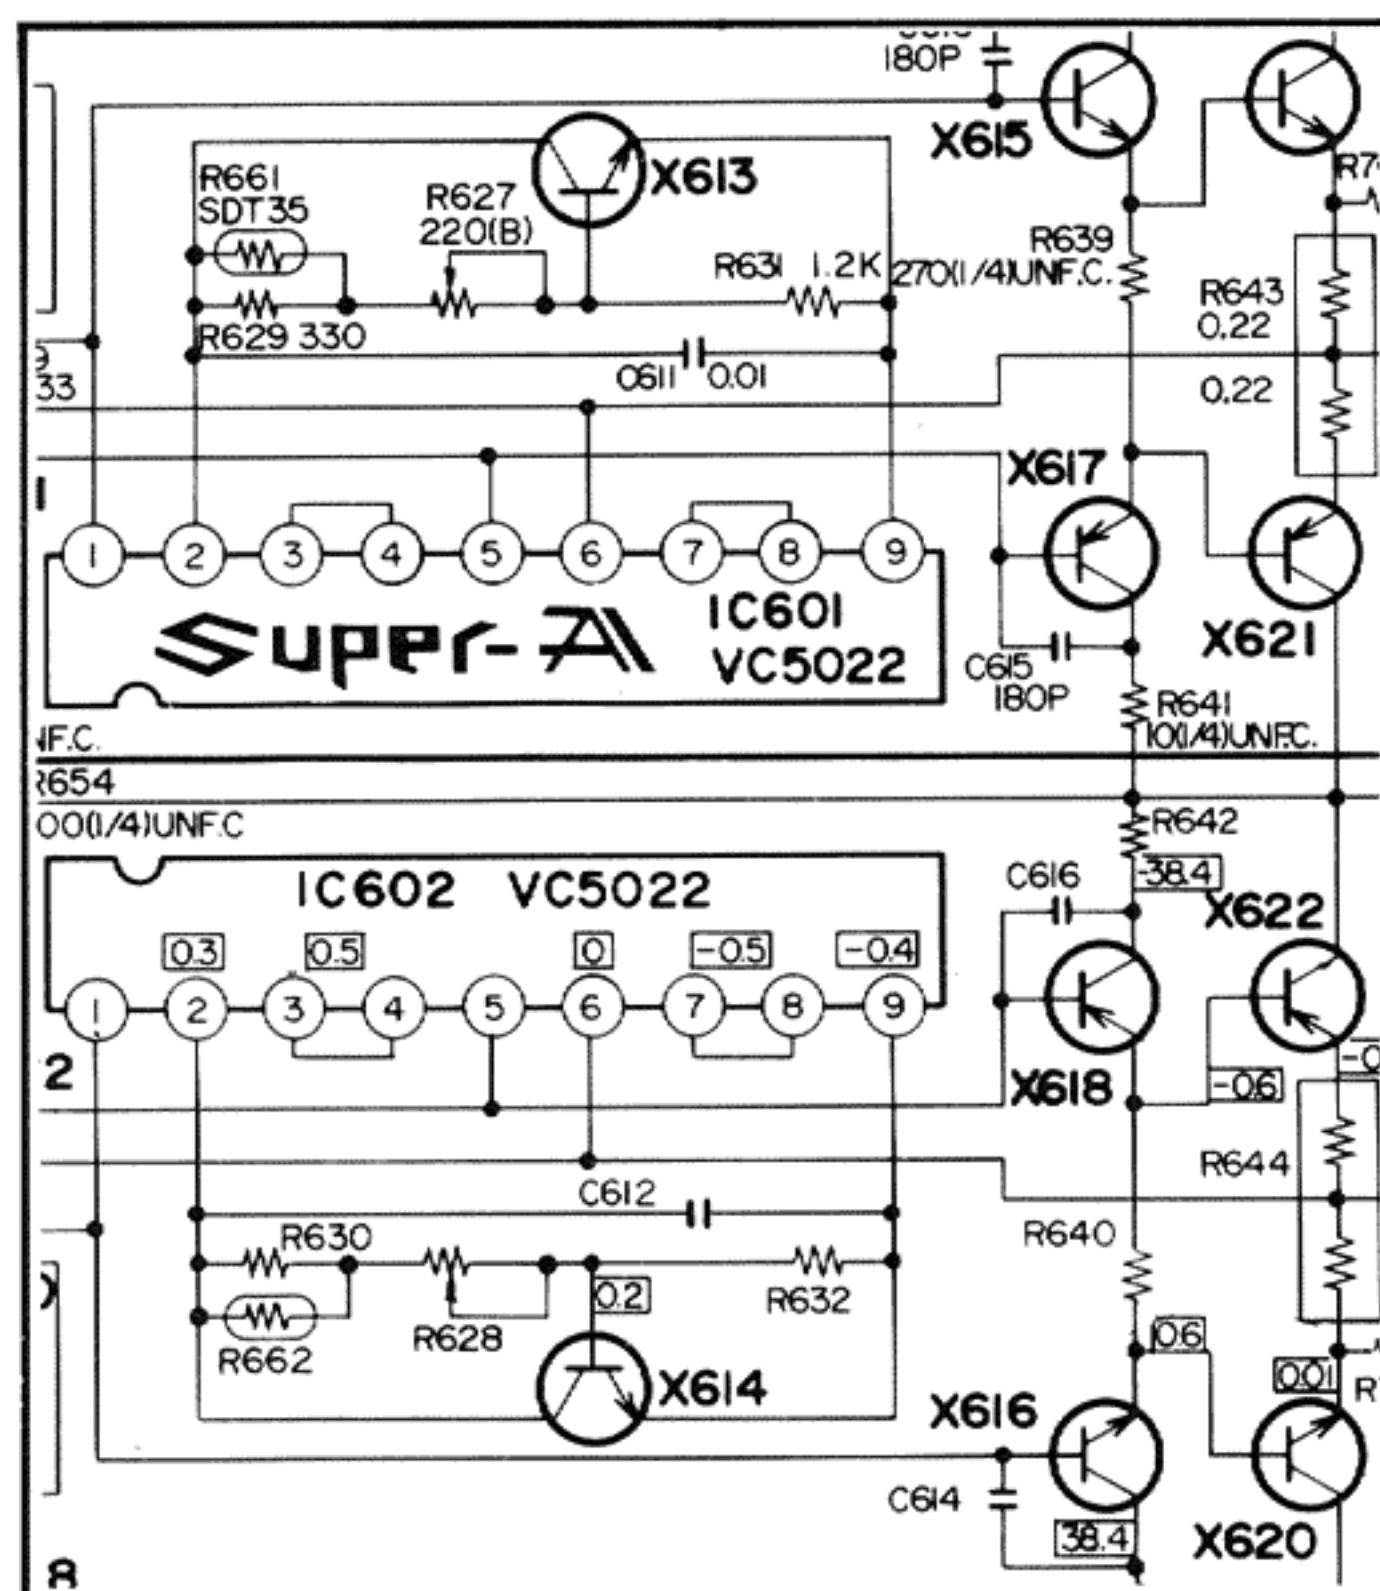 180P
X615
X613
R661
SDT35
R627
220(B)
R631 1.2K
R639
270(1/4)UNF.C.
R643
0.22
0.22
R629 330
C611 0.01
33
X617
1 2 3 4 5 6 7 8 9
Super-A
IC601
VC5022
X621
C615
180P
R641
10(1/4)UNF.C.
NF.C.
R654
00(1/4)UNF.C
R642
IC602 VC5022
C616
-38.4
X622
0.3
0.5
0
-0.5
-0.4
1 2 3 4 5 6 7 8 9
2
X618
-0.6
-0
R644
C612
R630
R640
R662
R628
0.2
R632
0.6
X614
X616
0.01
C614
38.4
X620
8